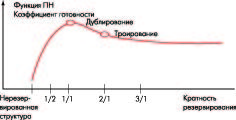 Функция ПН
Коэффициент готовности
Дублирование
Троирование
Нерезер-
вированная
структура
1/2
1/1
2/1
3/1
Кратность
резервирования